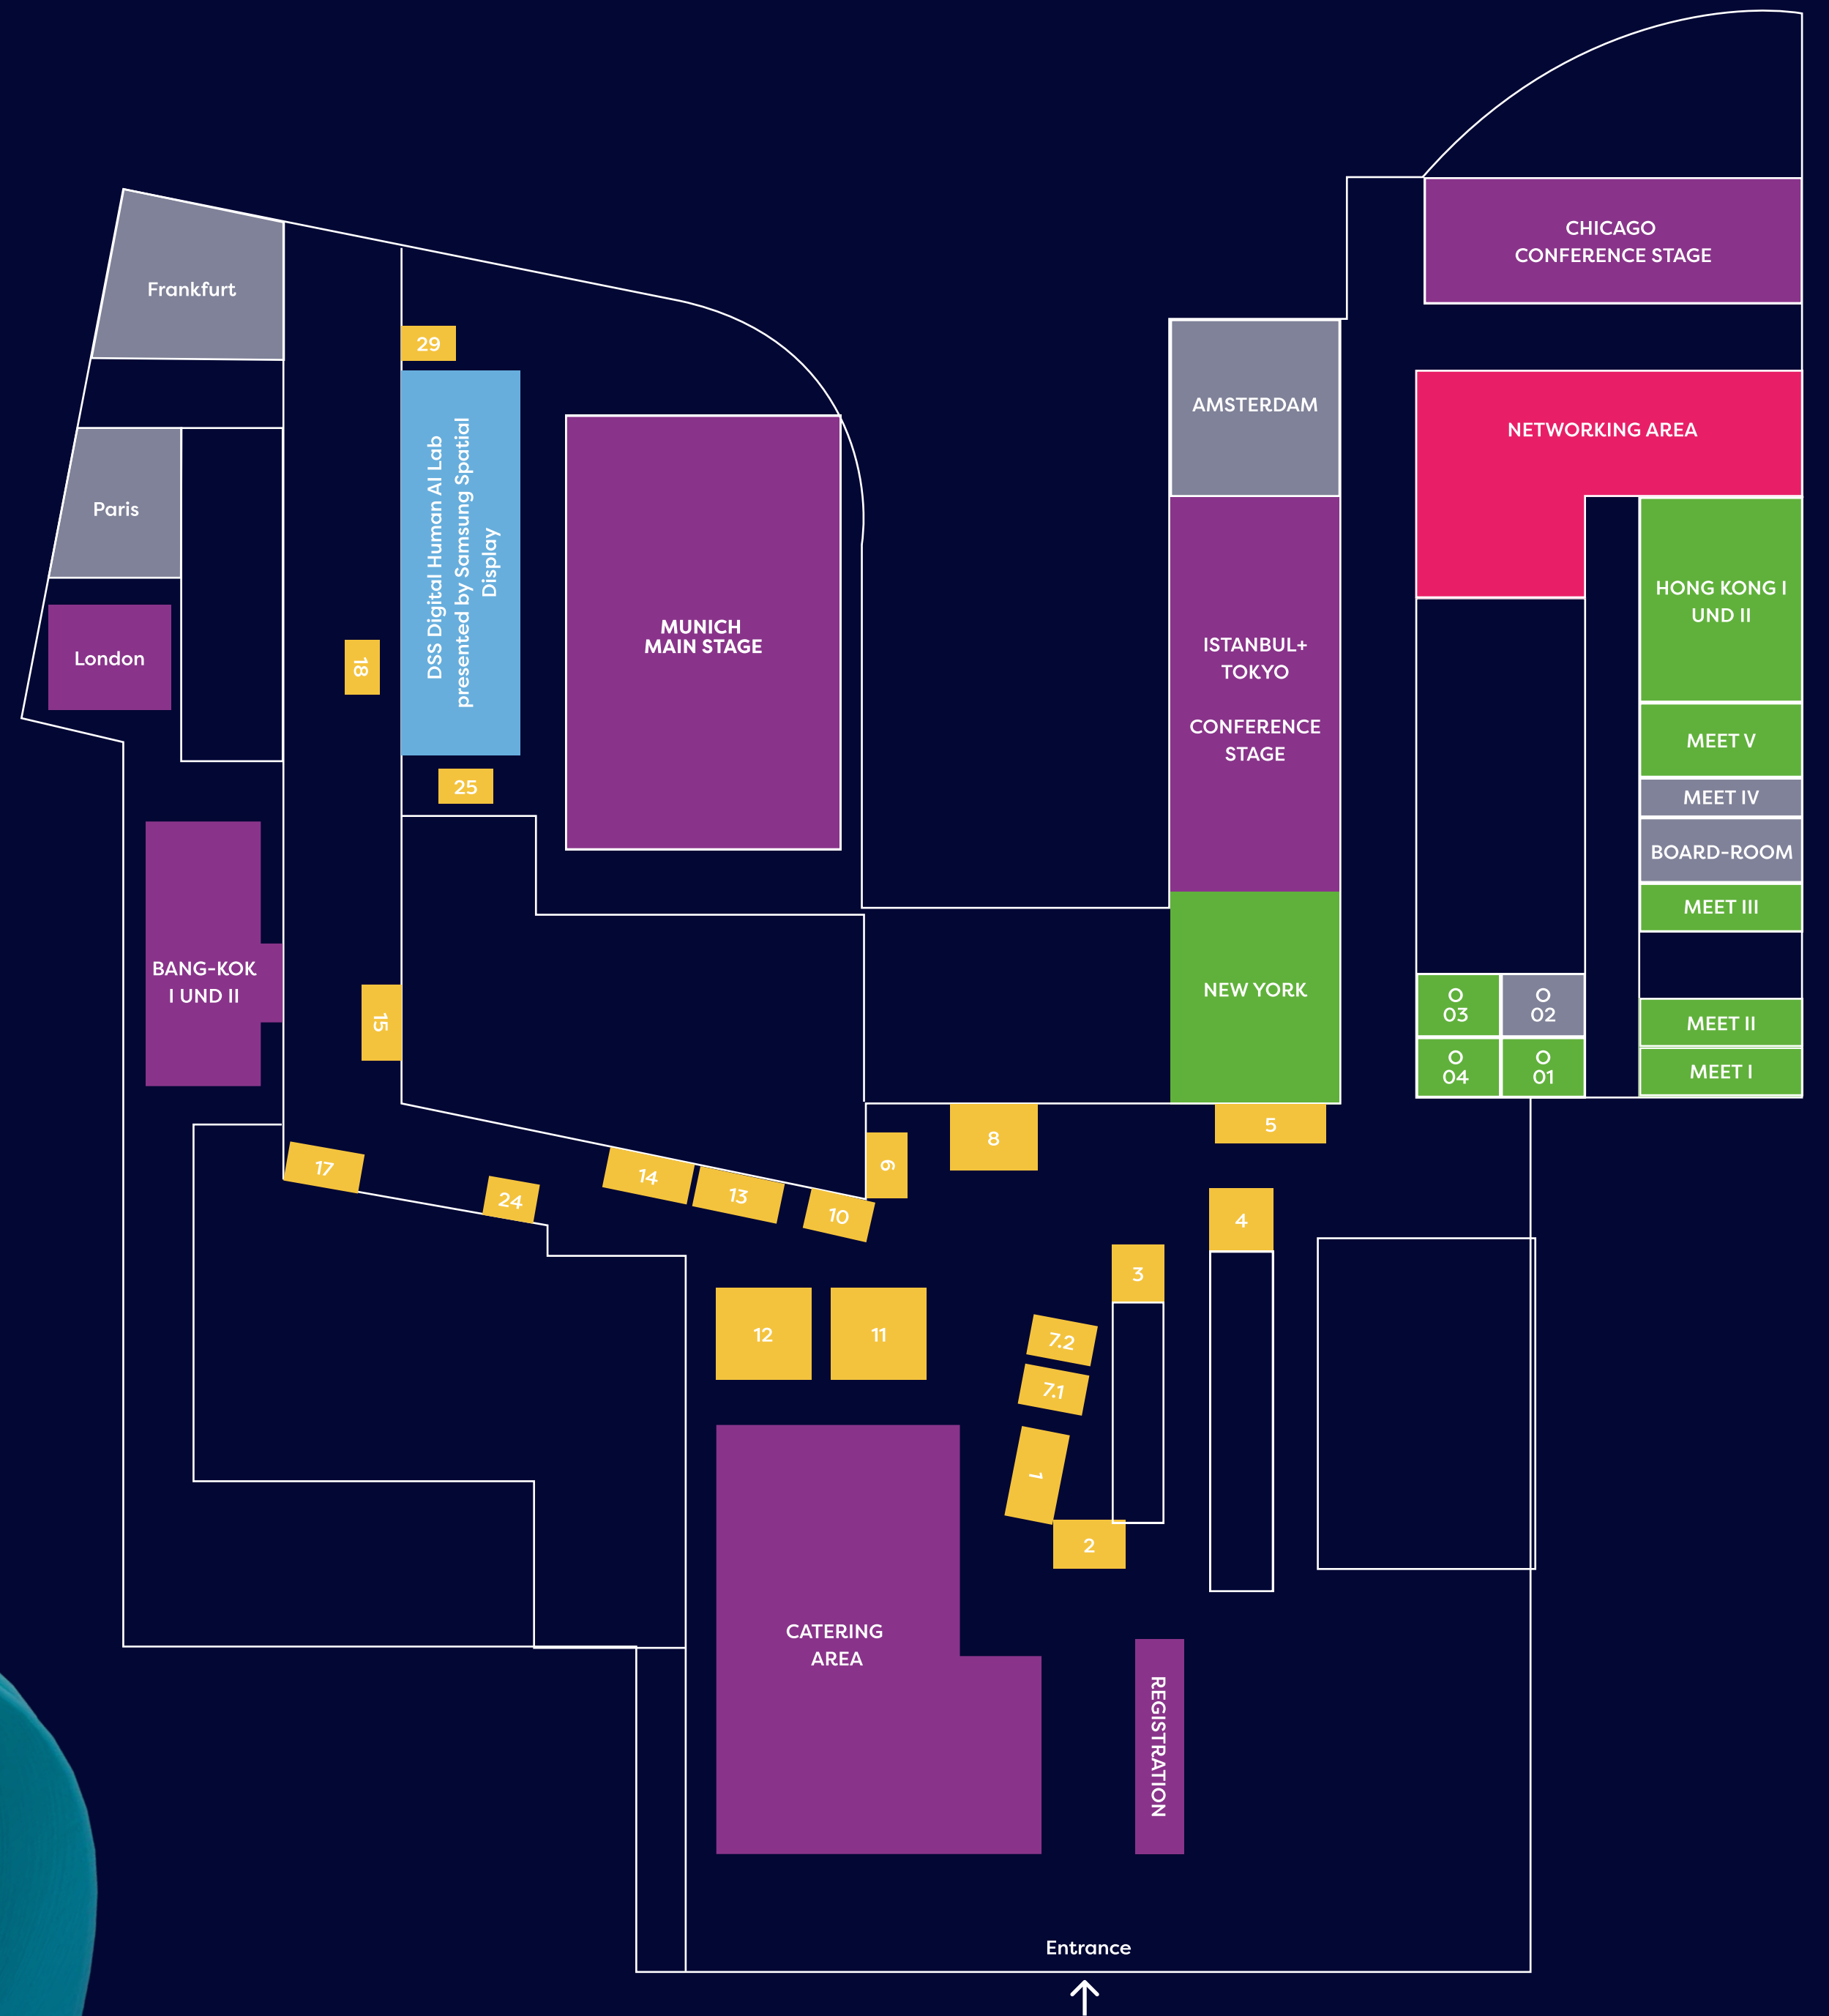 CHICAGO
CONFERENCE STAGE
Frankfurt
29
AMSTERDAM
NETWORKING AREA
Paris
DSS Digital Human AI Lab
presented by Samsung Spatial
Display
HONG KONG I
UND II
London
18
MUNICH
MAIN STAGE
ISTANBUL+
TOKYO
CONFERENCE
STAGE
MEET V
25
MEET IV
BOARD-ROOM
MEET III
BANG-KOK
I UND II
NEW YORK
15
O
03
O
02
MEET II
O
04
O
01
MEET I
5
8
6
17
14
13
24
10
4
3
12
11
7.2
7.1
1
2
CATERING
AREA
REGISTRATION
Entrance